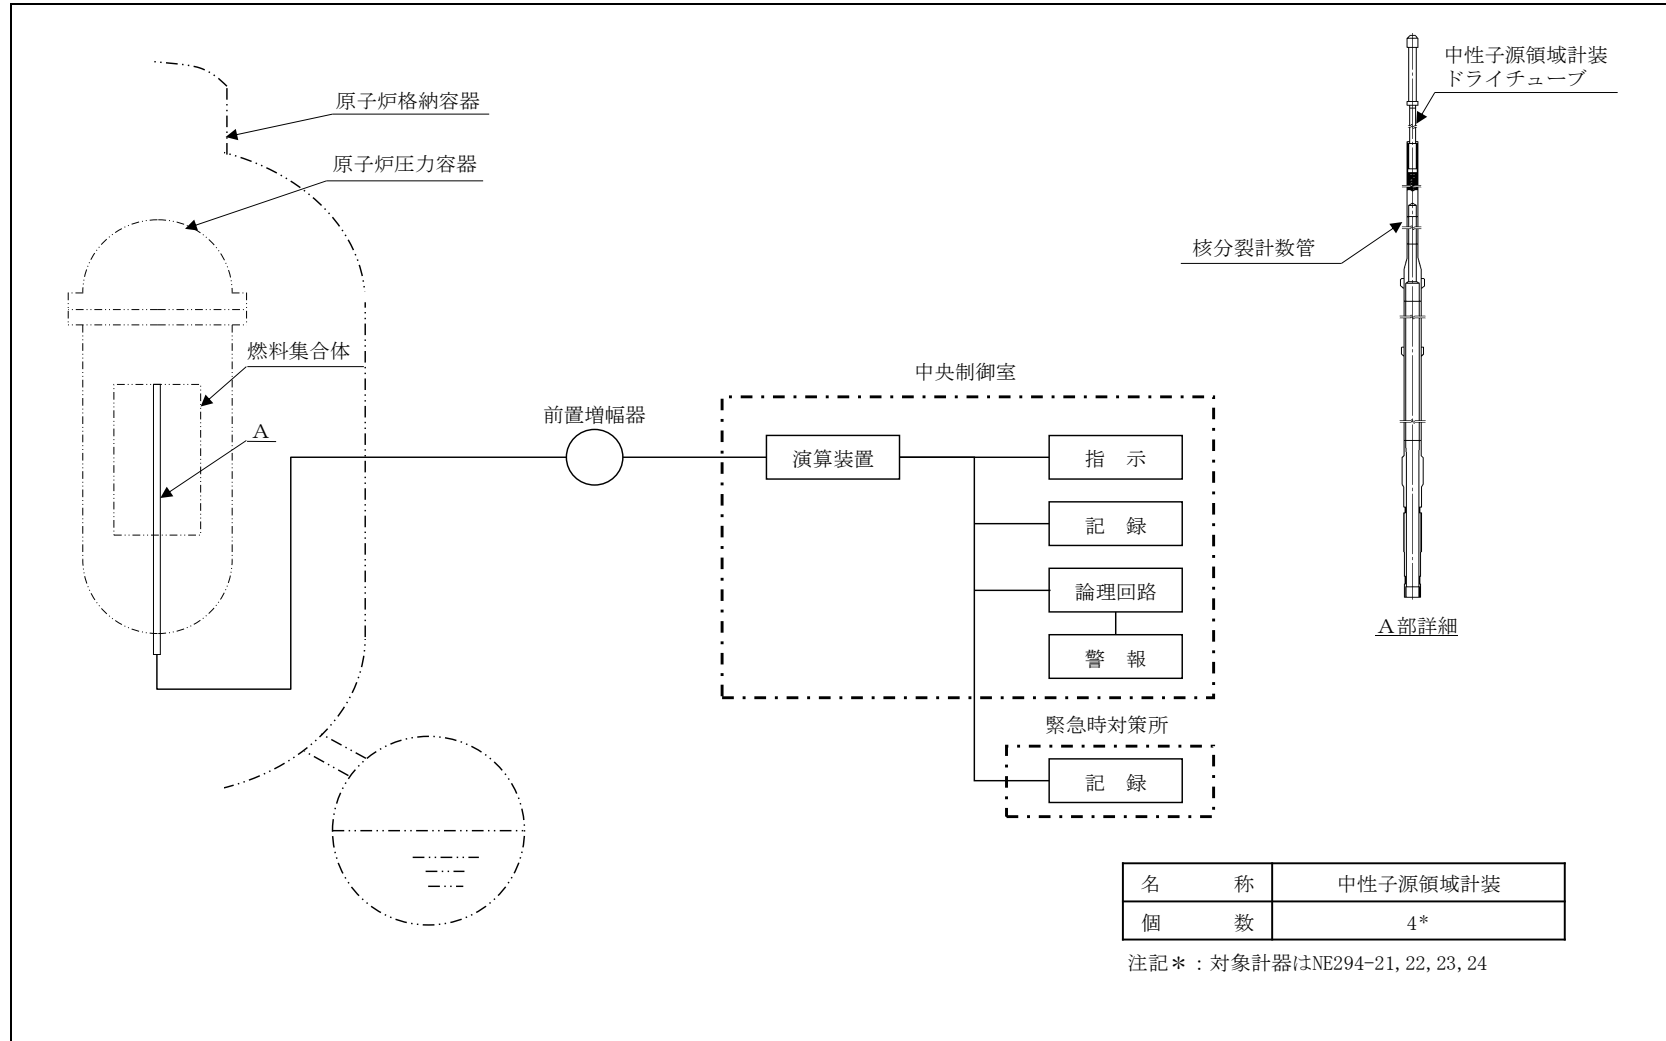 原子炉格納容器
原子炉圧力容器
燃料集合体
A
前置増幅器
中央制御室
演算装置
指 示
記 録
論理回路
警 報
緊急時対策所
記 録
中性子源領域計装
ドライチューブ
核分裂計数管
A部詳細
名 称 中性子源領域計装
個 数 4*
注記*:対象計器はNE294-21,22,23,24